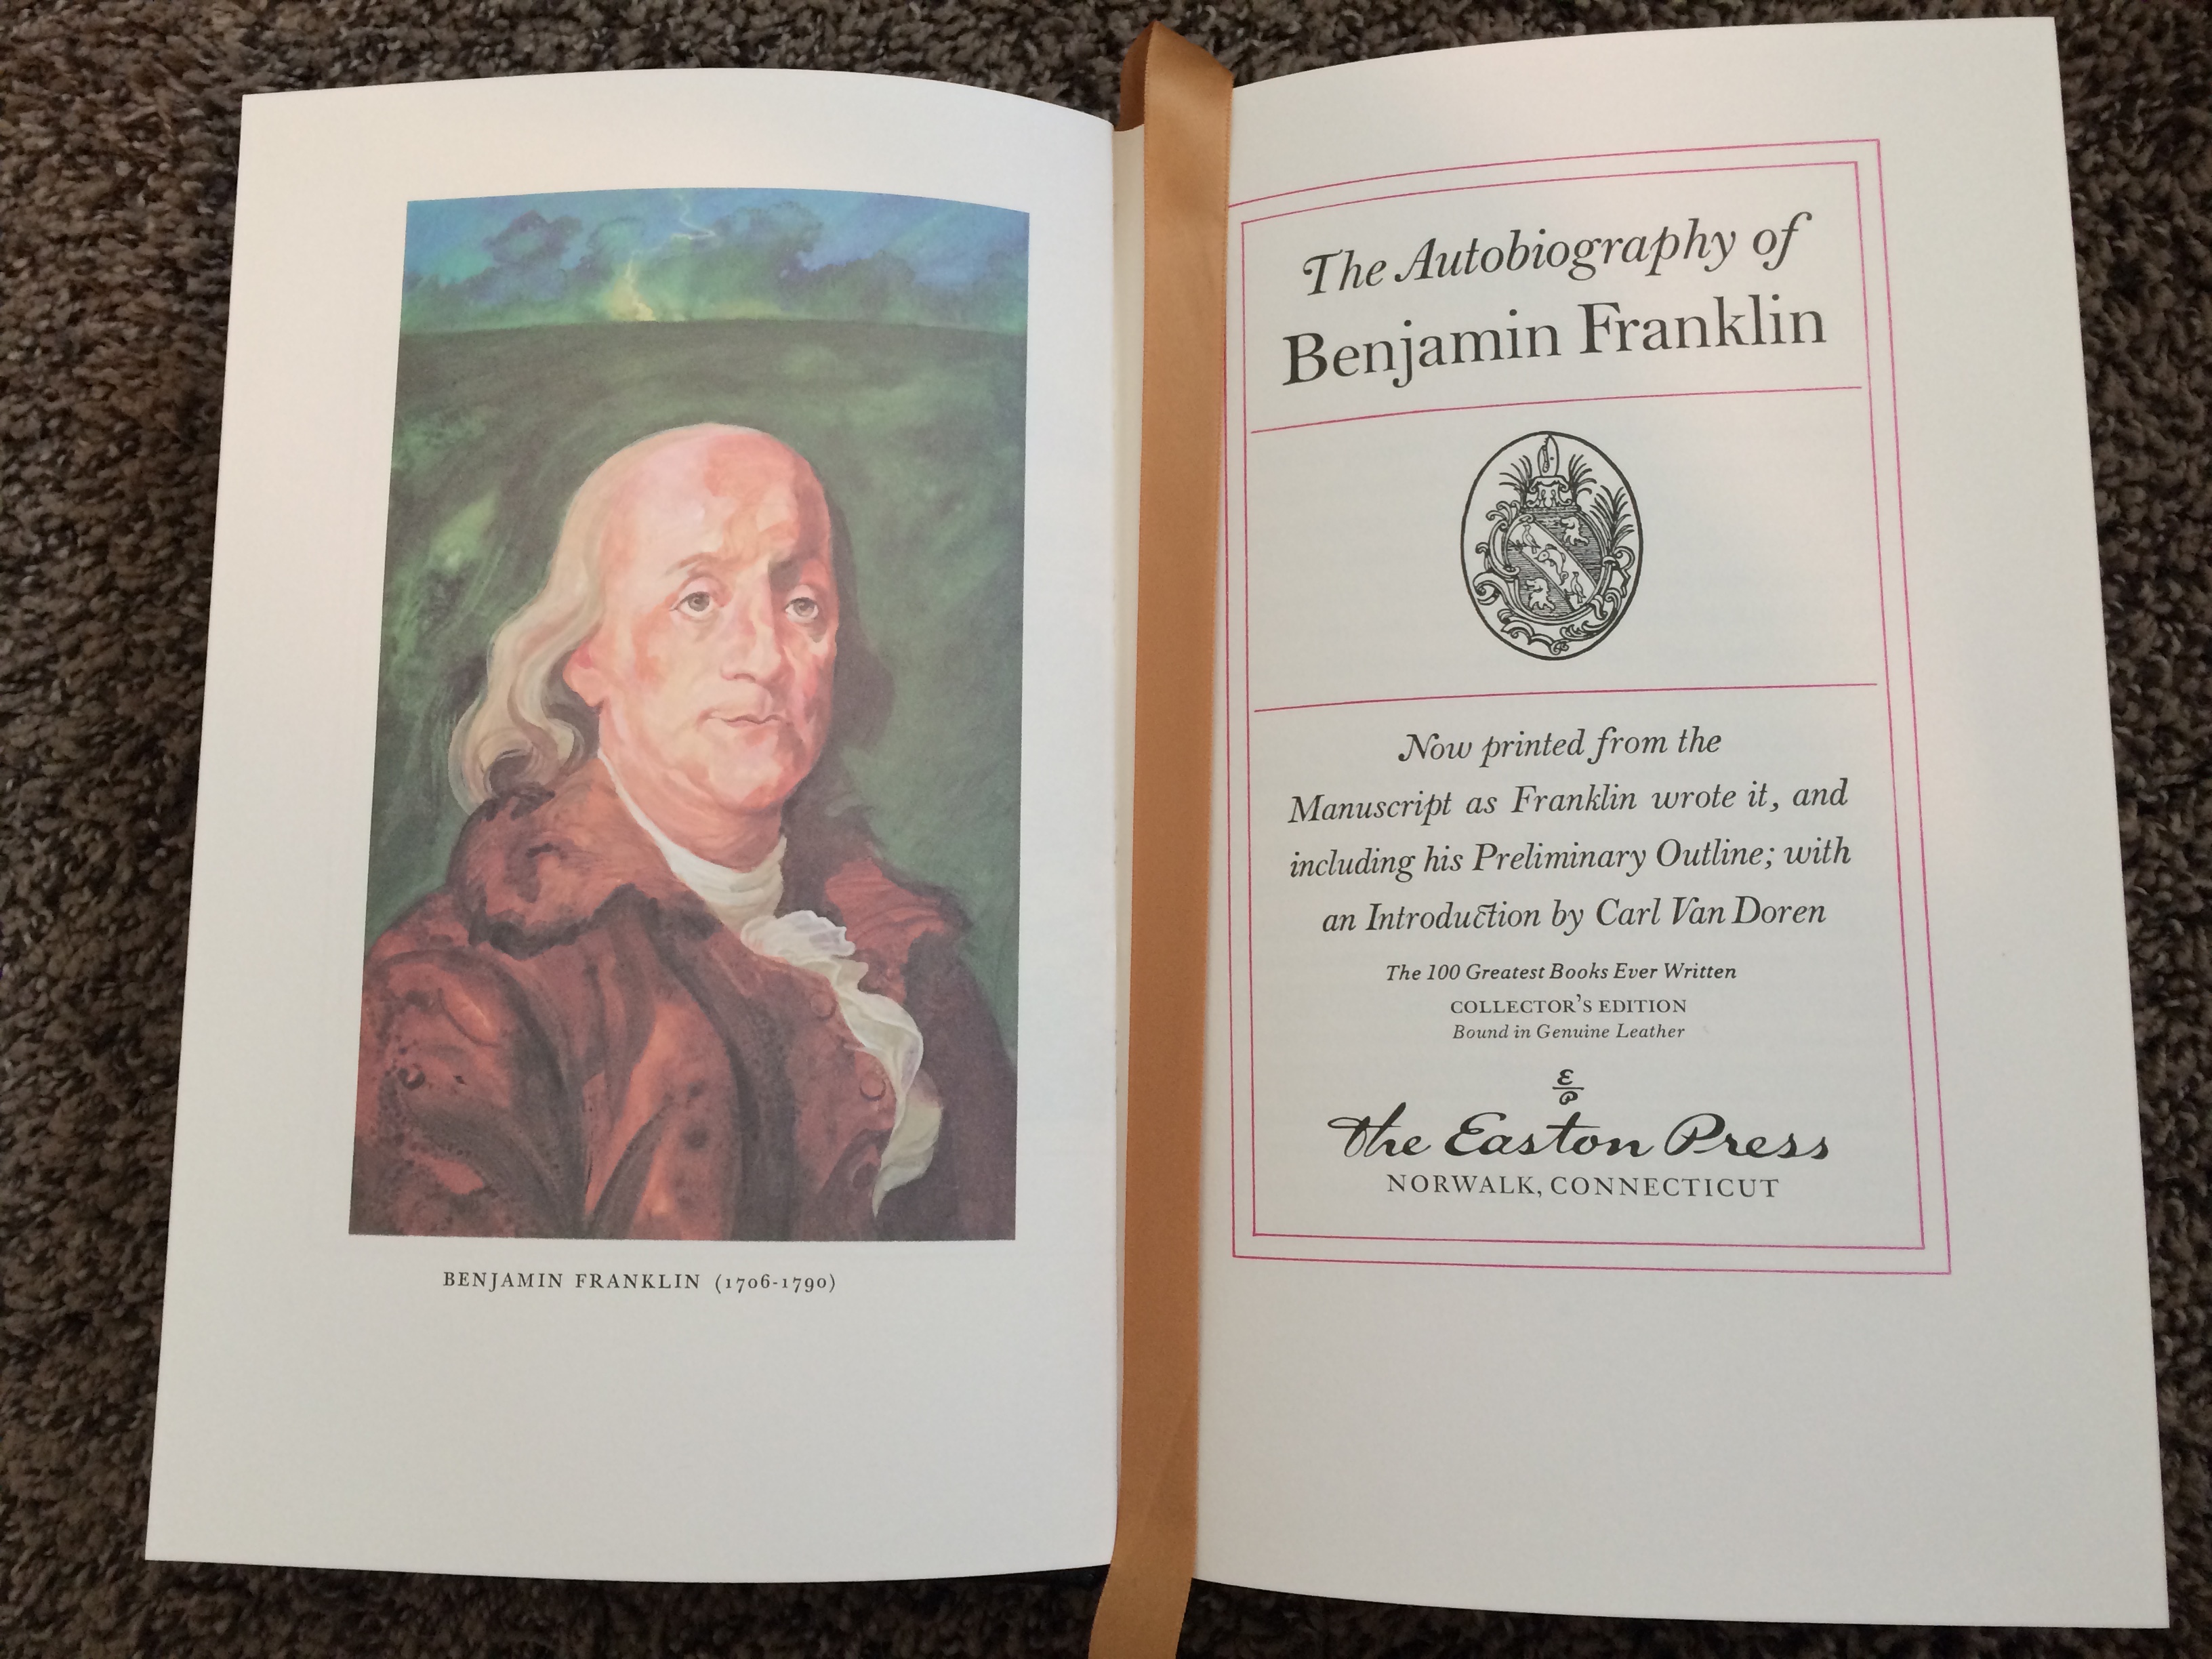 BENJAMIN FRANKLIN (1706-1790)
The Autobiography of
Benjamin Franklin
Now printed from the
Manuscript as Franklin wrote it, and
including his Preliminary Outline; with
an Introduction by Carl Van Doren
The 100 Greatest Books Ever Written
COLLECTOR'S EDITION
Bound in Genuine Leather
E
P
The Easton Press
NORWALK, CONNECTICUT